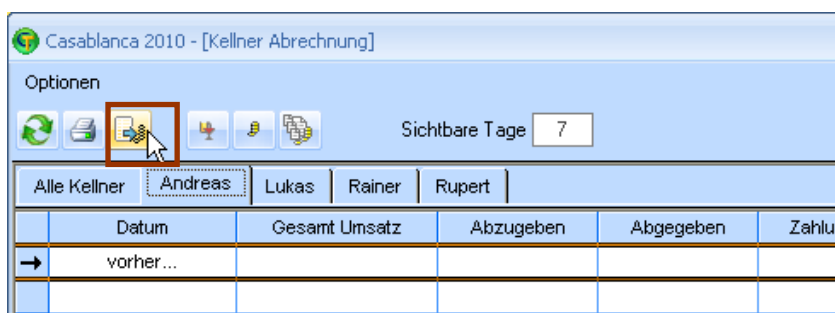 Casablanca 2010 - [Kellner Abrechnung]
Optionen
Sichtbare Tage 7
Alle Kellner Andreas Lukas Rainer Rupert
Datum Gesamt Umsatz Abzugeben Abgegeben Zahlu
vorher...